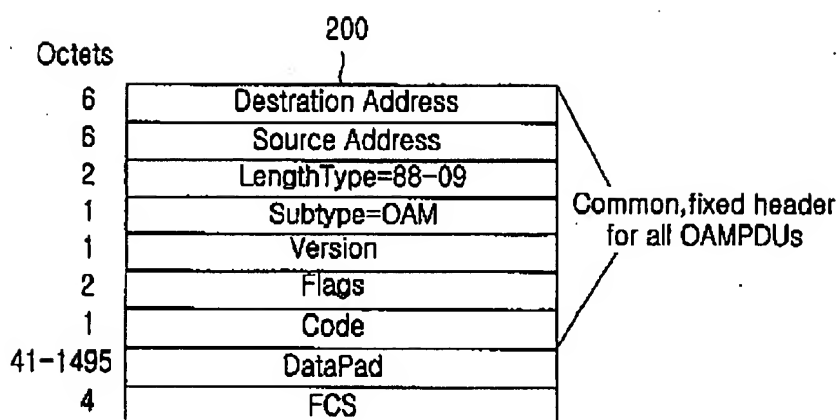 200
Octets
6 Destration Address
6 Source Address
2 LengthType=88-09
1 Subtype=OAM
1 Version
2 Flags
1 Code
41-1495 DataPad
4 FCS
Common,fixed header
for all OAMPDUs